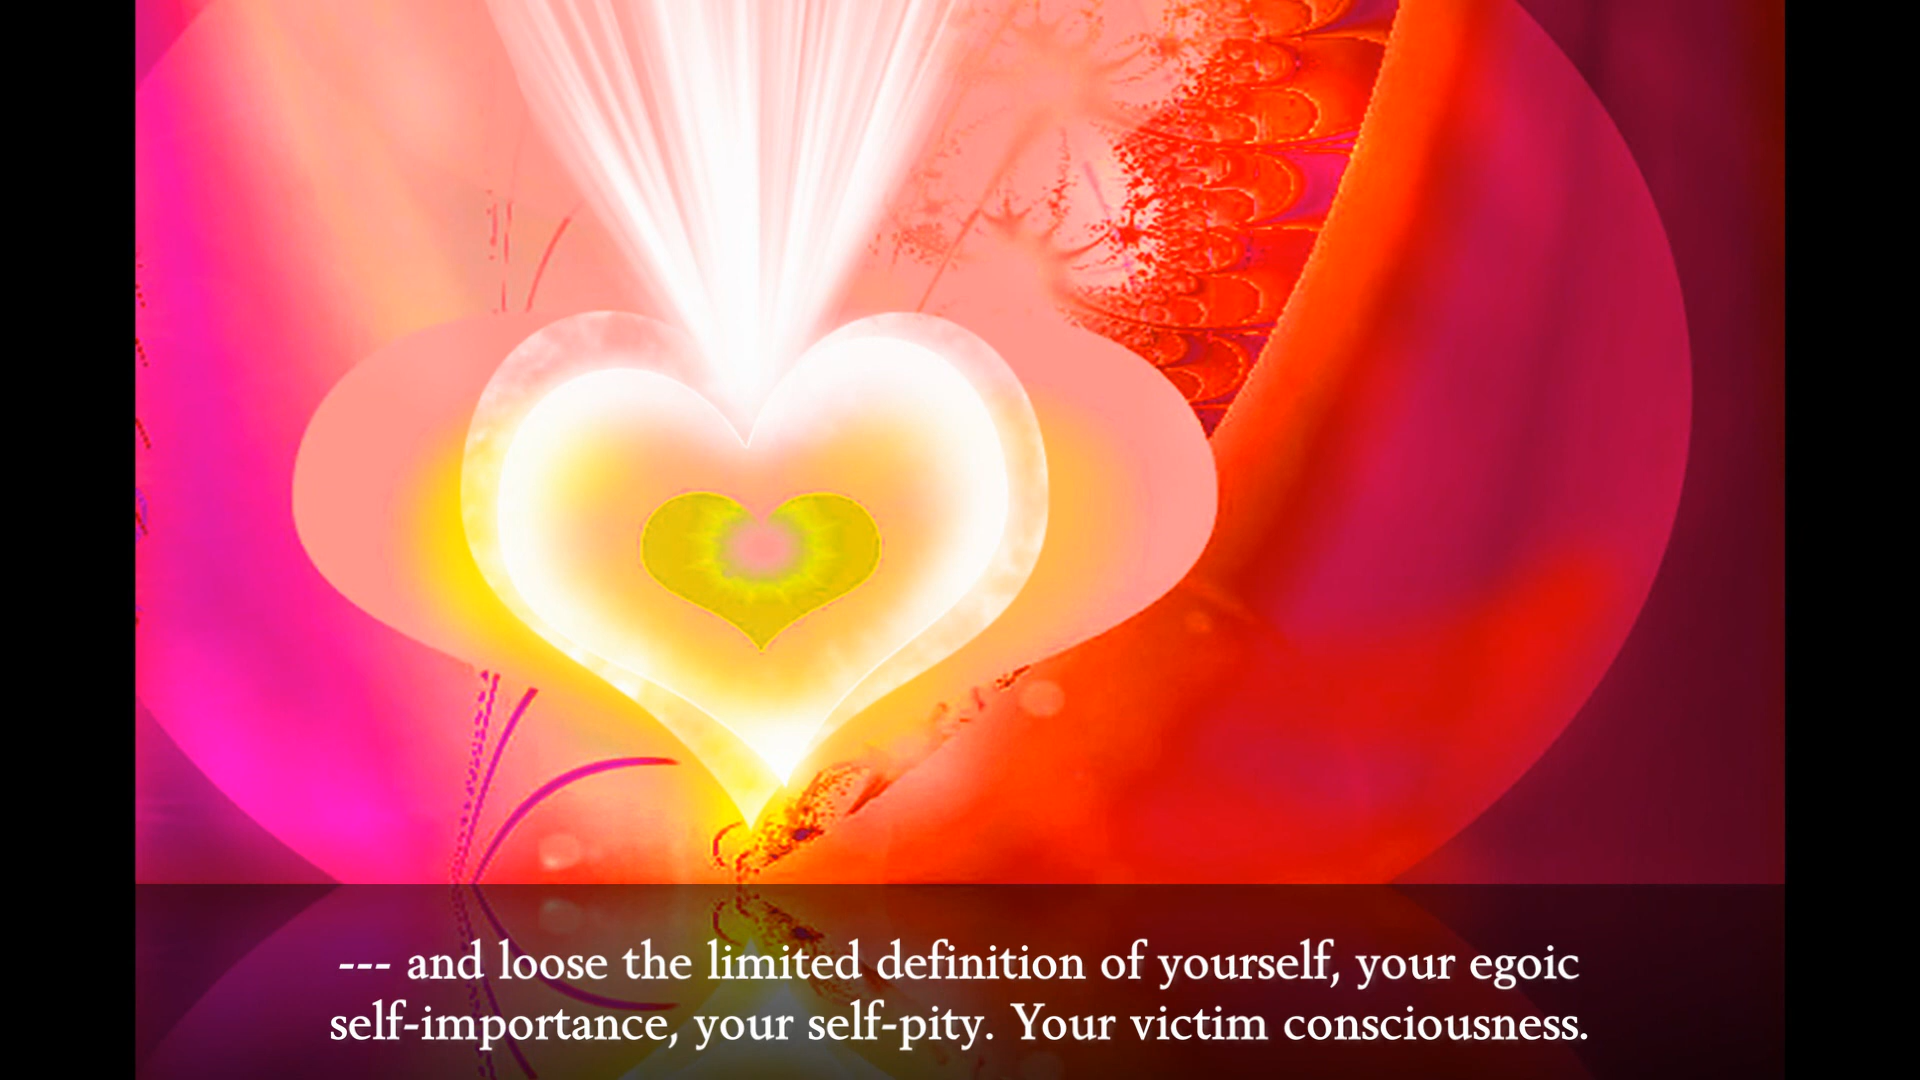 --- and loose the limited definition of yourself, your egoic
self-importance, your self-pity. Your victim consciousness.